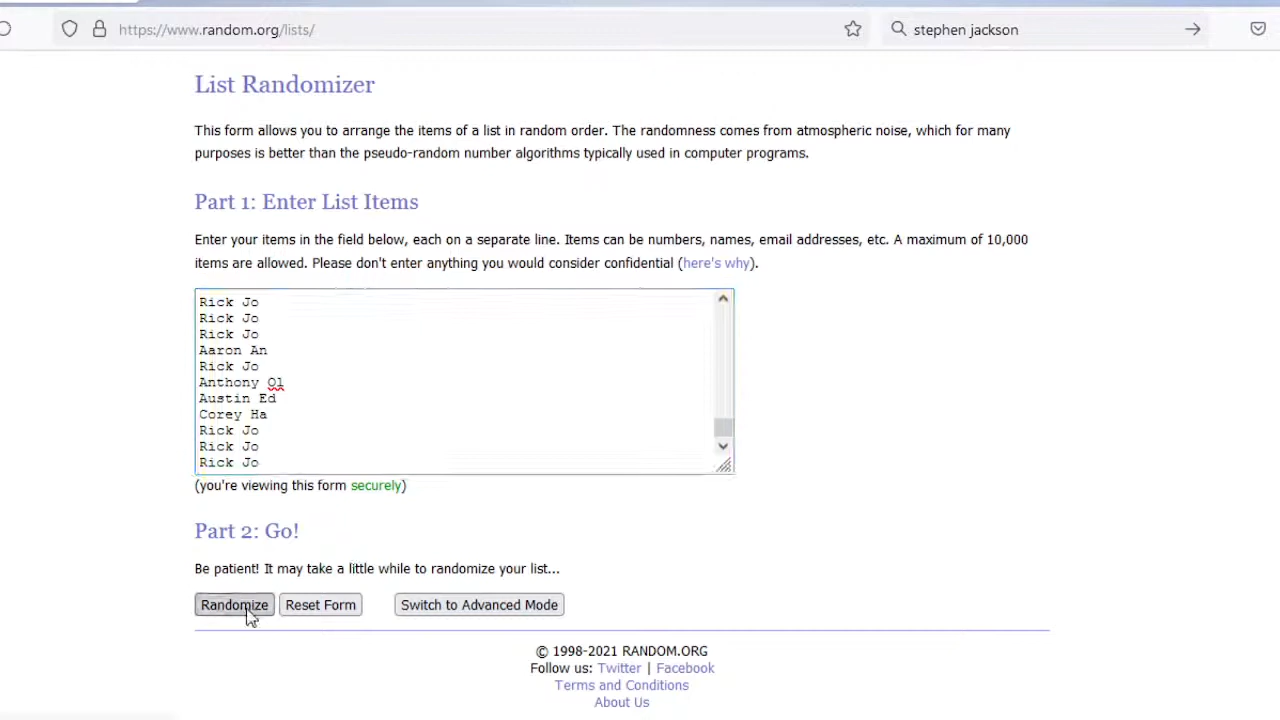 https://www.random.org/lists/
stephen jackson
List Randomizer
This form allows you to arrange the items of a list in random order. The randomness comes from atmospheric noise, which for many
purposes is better than the pseudo-random number algorithms typically used in computer programs.
Part 1: Enter List Items
Enter your items in the field below, each on a separate line. Items can be numbers, names, email addresses, etc. A maximum of 10,000
items are allowed. Please don't enter anything you would consider confidential (here's why).
Rick Jo
Rick Jo
Rick Jo
Aaron An
Rick Jo
Anthony Ol
Austin Ed
Corey Ha
Rick Jo
Rick Jo
Rick Jo
(you're viewing this form securely)
Part 2: Go!
Be patient! It may take a little while to randomize your list...
Randomize Reset Form Switch to Advanced Mode
© 1998-2021 RANDOM.ORG
Follow us: Twitter | Facebook
Terms and Conditions
About Us